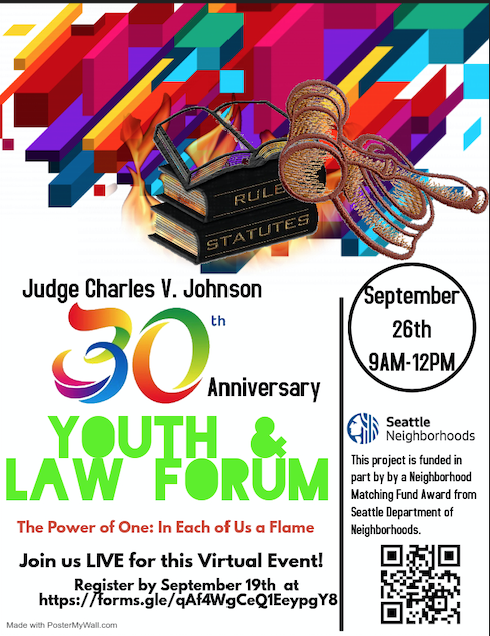 RULE
STATUTES
Judge Charles V. Johnson
30th
Anniversary
YOUTH &
LAW FORUM
The Power of One: In Each of Us a Flame
Join us LIVE for this Virtual Event!
Register by September 19th at
https://forms.gle/qAf4WgCeQ1EeypgY8
September
26th
9AM-12PM
Seattle
Neighborhoods
This project is funded in
part by by a Neighborhood
Matching Fund Award from
Seattle Department of
Neighborhoods.
Made with PosterMyWall.com